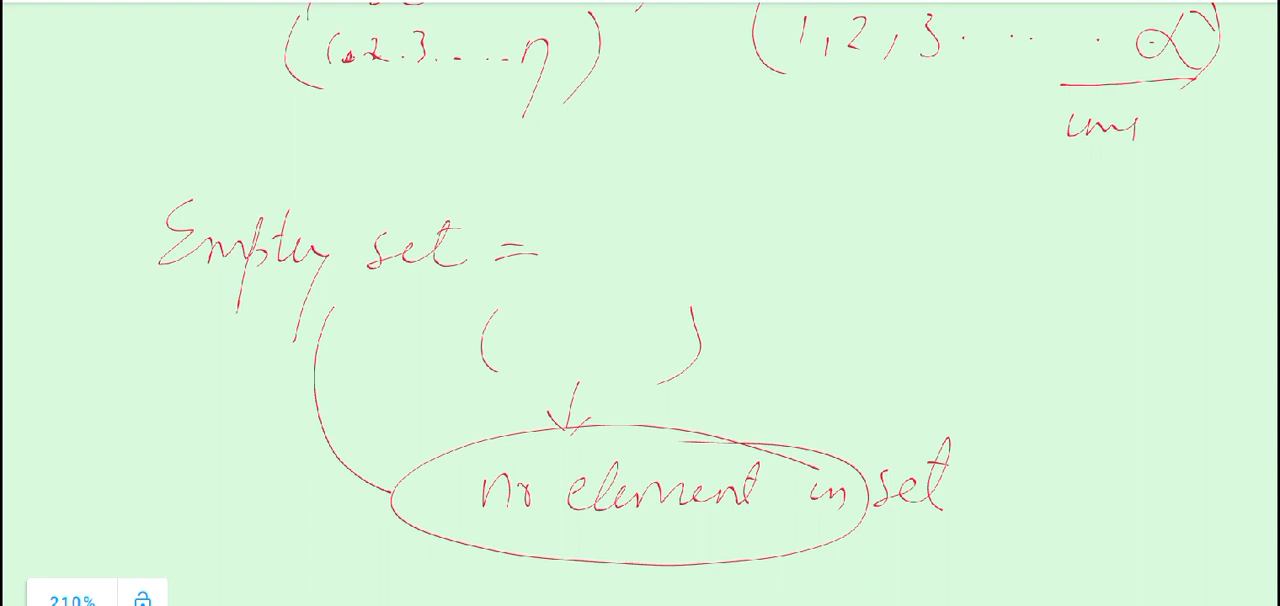 (1,2,3.....n) (1,2,3......∝)
Empty set =
( )
no element in set
210%